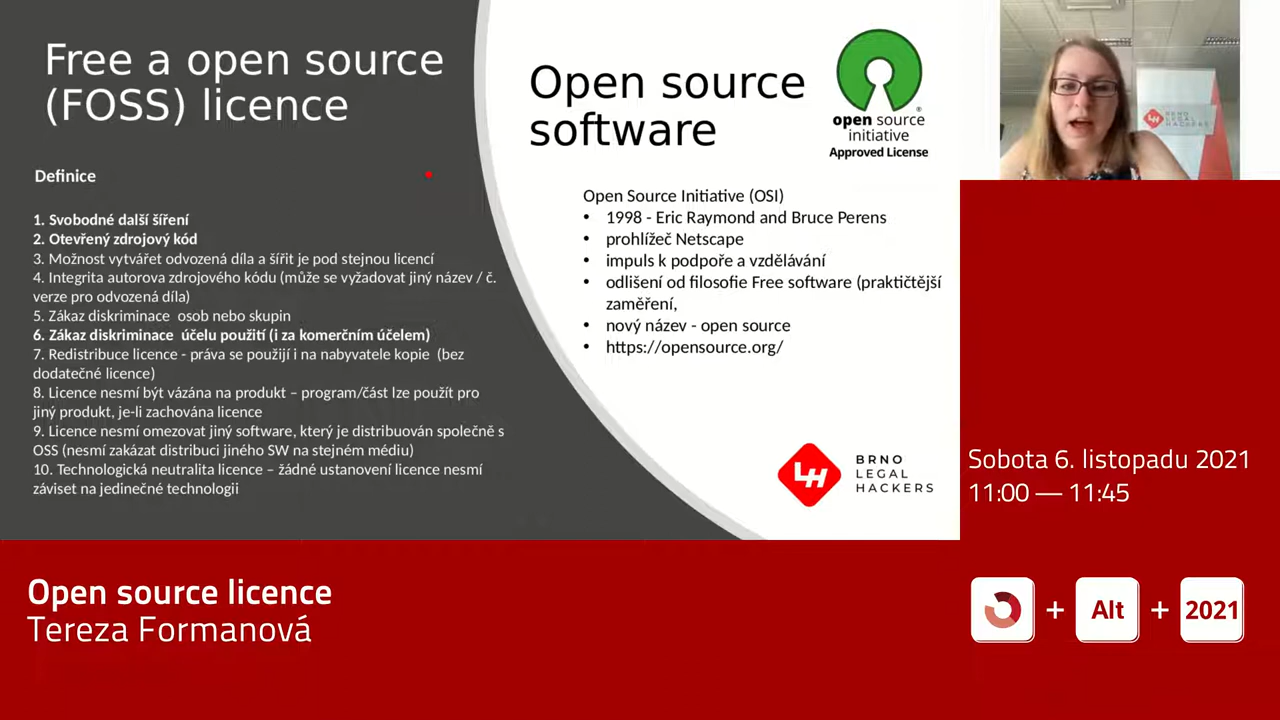 Free a open source
(FOSS) licence
Definice
1. Svobodné další šíření
2. Otevřený zdrojový kód
3. Možnost vytvářet odvozená díla a šířit je pod stejnou licencí
4. Integrita autorova zdrojového kódu (může se vyžadovat jiný název / č.
verze pro odvozená díla)
5. Zákaz diskriminace osob nebo skupin
6. Zákaz diskriminace účelu použití (i za komerčním účelem)
7. Redistribuce licence - práva se použijí i na nabyvatele kopie (bez
dodatečné licence)
8. Licence nesmí být vázána na produkt – program/část lze použít pro
jiný produkt, je-li zachována licence
9. Licence nesmí omezovat jiný software, který je distribuován společně s
OSS (nesmí zakázat distribuci jiného SW na stejném médiu)
10. Technologická neutralita licence – žádné ustanovení licence nesmí
záviset na jedinečné technologii
Open source
software
open source
initiative
Approved License
Open Source Initiative (OSI)
• 1998 - Eric Raymond and Bruce Perens
• prohlížeč Netscape
• impuls k podpoře a vzdělávání
• odlišení od filosofie Free software (praktičtější
zaměření,
• nový název - open source
• https://opensource.org/
LH
BRNO
LEGAL
HACKERS
LH
BRNO
LEGAL
HACKERS
Sobota 6. listopadu 2021
11:00 — 11:45
Open source licence
Tereza Formanová
+ Alt + 2021